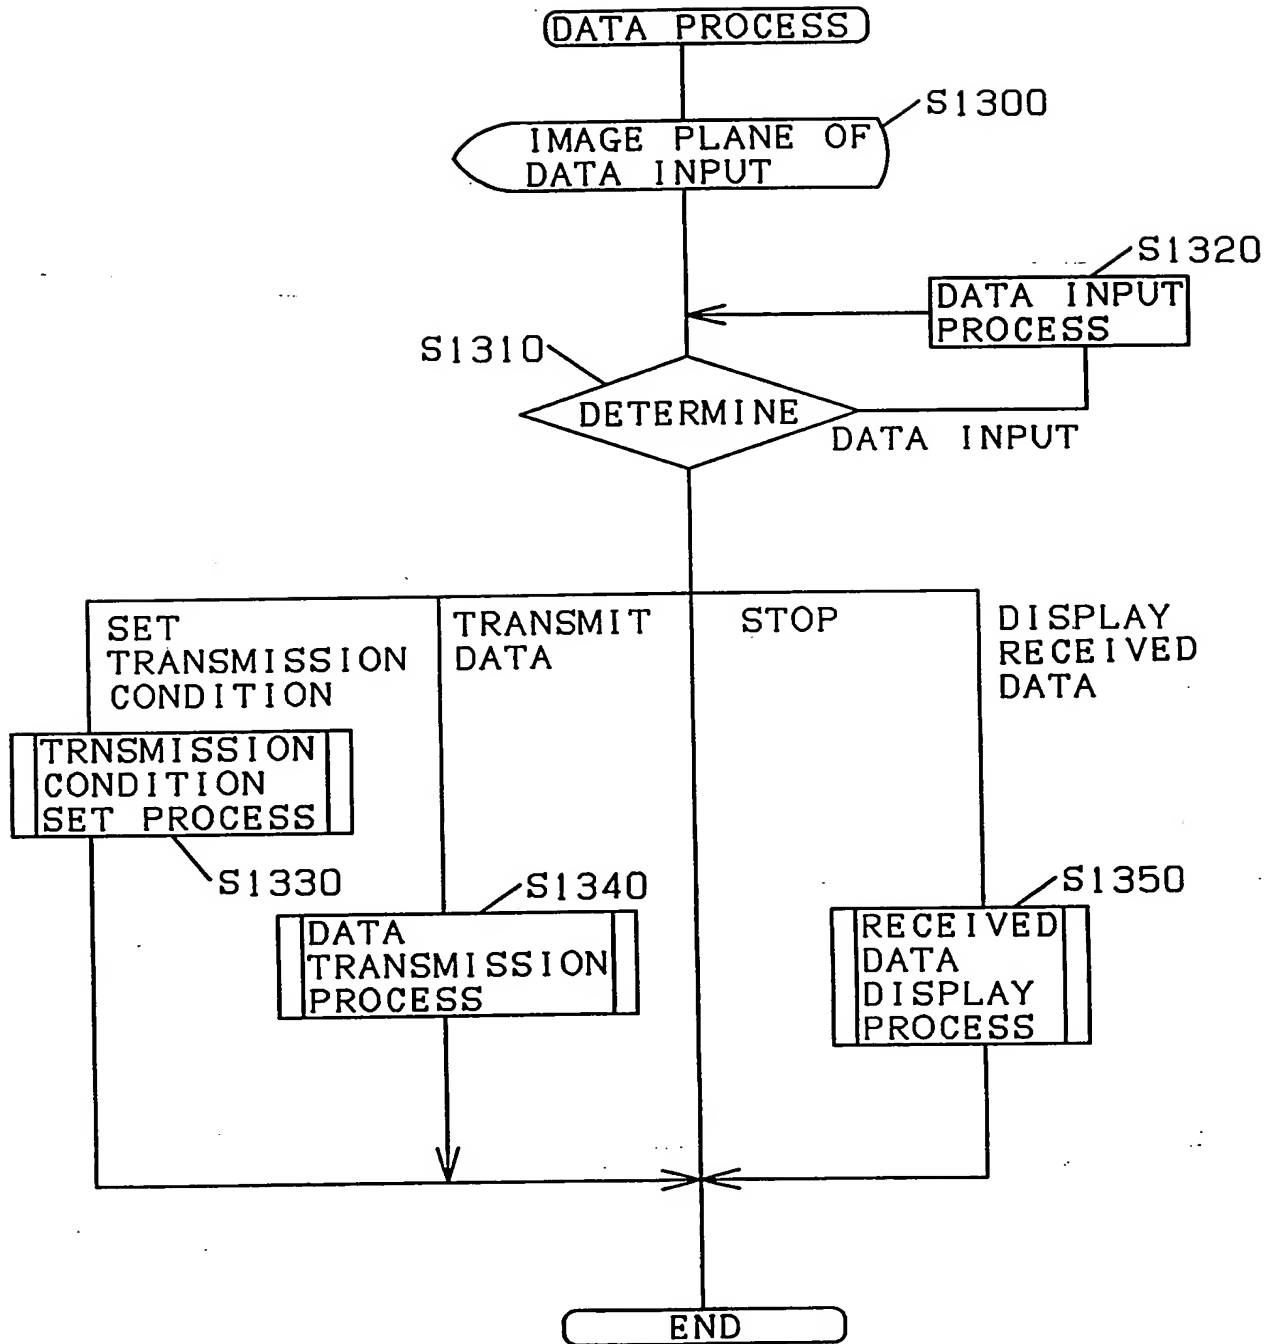 DATA PROCESS
S1300
IMAGE PLANE OF
DATA INPUT
S1320
DATA INPUT
PROCESS
S1310
DETERMINE
DATA INPUT
SET
TRANSMISSION
CONDITION
TRANSMIT
DATA
STOP
DISPLAY
RECEIVED
DATA
TRNSMISSION
CONDITION
SET PROCESS
S1330
S1340
DATA
TRANSMISSION
PROCESS
S1350
RECEIVED
DATA
DISPLAY
PROCESS
END